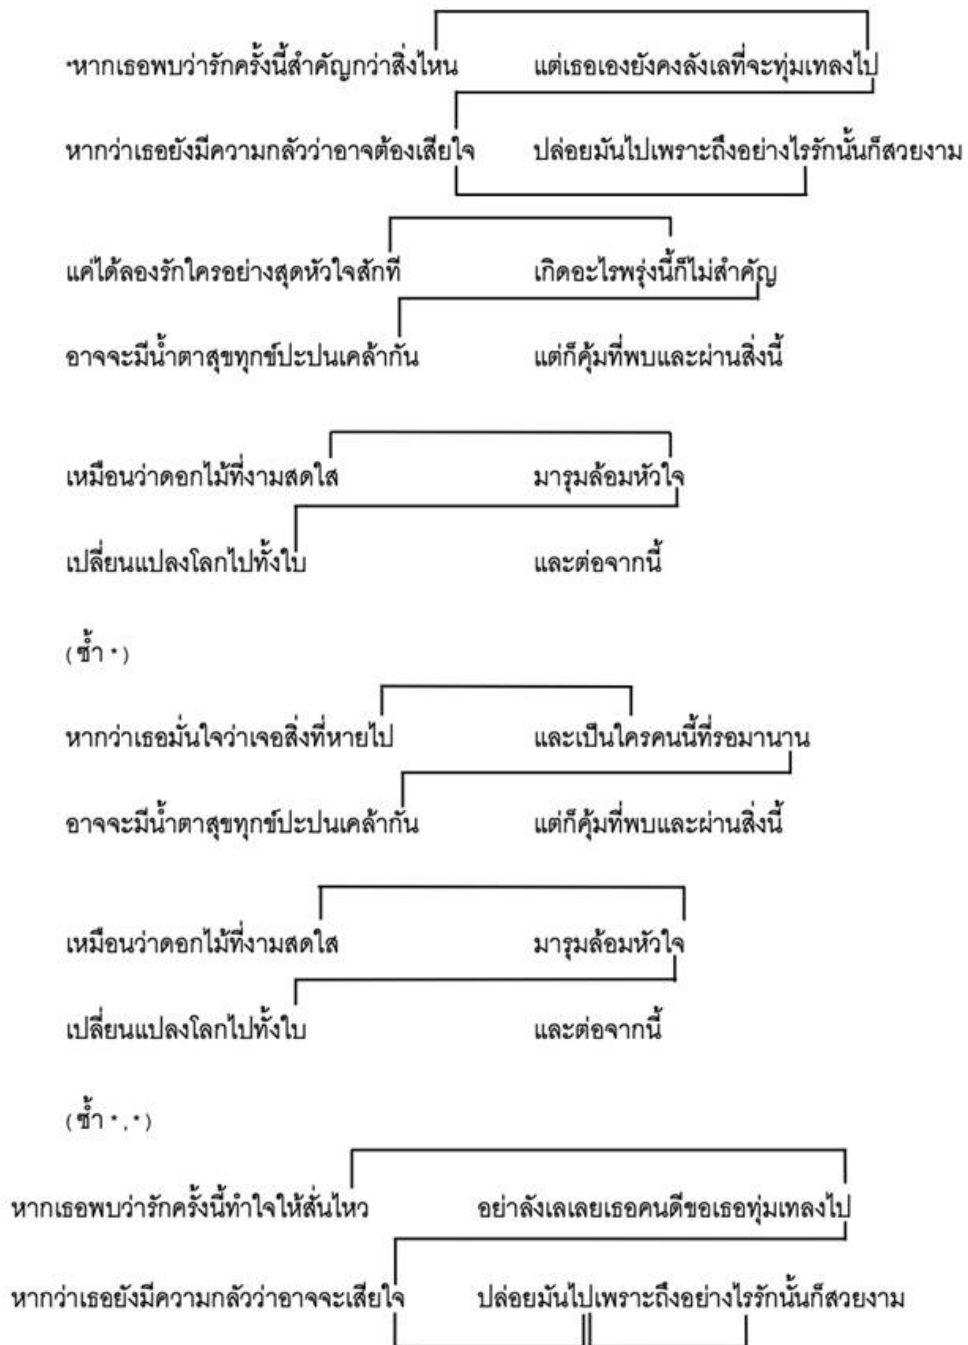 *หากเธอพบว่ารักครั้งนี้สำคัญกว่าสิ่งไหน แต่เธอเองยังคงลังเลที่จะทุ่มเทลงไป
หากว่าเธอยังมีความกลัวว่าอาจต้องเสียใจ ปล่อยมันไปเพราะถึงอย่างไรรักนั้นก็สวยงาม
แค่ได้ลองรักใครอย่างสุดหัวใจสักที เกิดอะไรพรุ่งนี้ก็ไม่สำคัญ
อาจจะมีน้ำตาสุขทุกข์ปะปนเคล้ากัน แต่ก็คุ้มที่พบและผ่านสิ่งนี้
เหมือนว่าดอกไม้ที่งามสดใส มารุมล้อมหัวใจ
เปลี่ยนแปลงโลกไปทั้งใบ และต่อจากนี้
(ซ้ำ *)
หากว่าเธอมั่นใจว่าเจอสิ่งที่หายไป และเป็นใครคนนี้ที่รอมานาน
อาจจะมีน้ำตาสุขทุกข์ปะปนเคล้ากัน แต่ก็คุ้มที่พบและผ่านสิ่งนี้
เหมือนว่าดอกไม้ที่งามสดใส มารุมล้อมหัวใจ
เปลี่ยนแปลงโลกไปทั้งใบ และต่อจากนี้
(ซ้ำ *,*)
หากเธอพบว่ารักครั้งนี้ทำใจให้สั่นไหว อย่าลังเลเลยเธอคนดีขอเธอทุ่มเทลงไป
หากว่าเธอยังมีความกลัวว่าอาจจะเสียใจ ปล่อยมันไปเพราะถึงอย่างไรรักนั้นก็สวยงาม